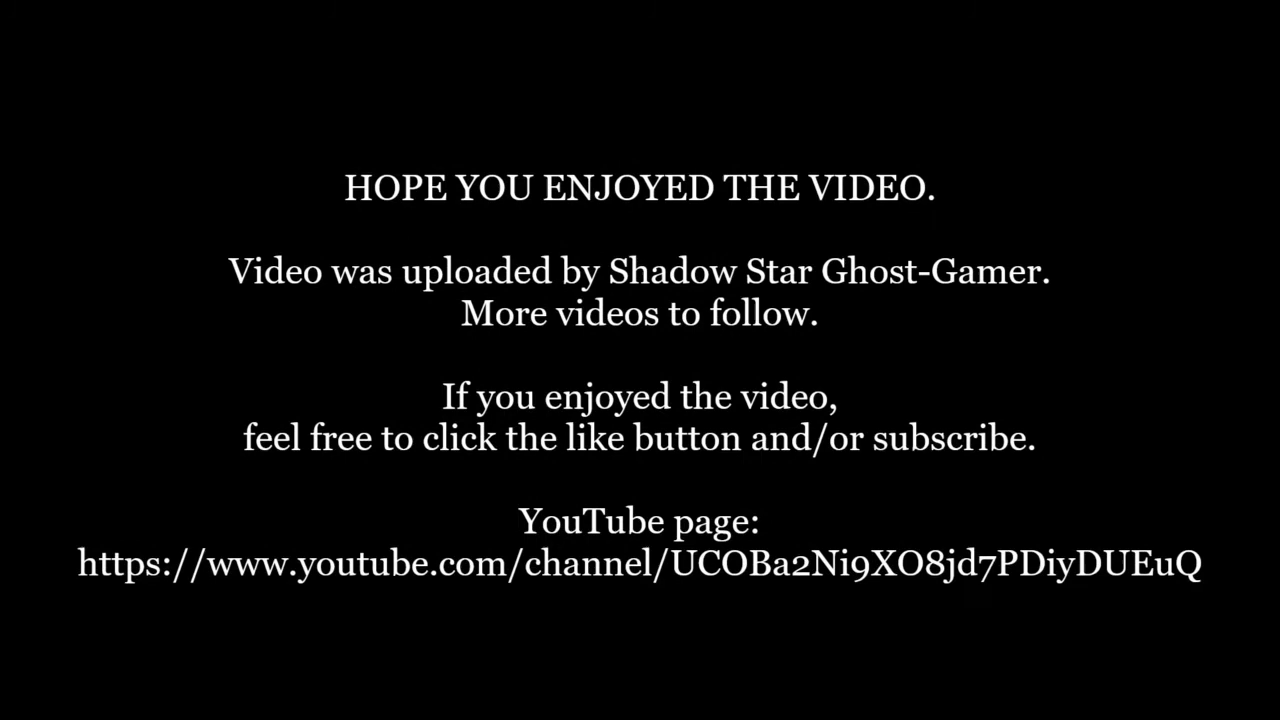 HOPE YOU ENJOYED THE VIDEO.
Video was uploaded by Shadow Star Ghost-Gamer.
More videos to follow.
If you enjoyed the video,
feel free to click the like button and/or subscribe.
YouTube page:
https://www.youtube.com/channel/UCOBa2Ni9XO8jd7PDiyDUEuQ